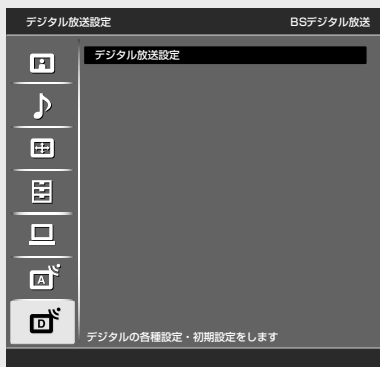 デジタル放送設定 BSデジタル放送
デジタル放送設定
A
D
デジタルの各種設定・初期設定をします